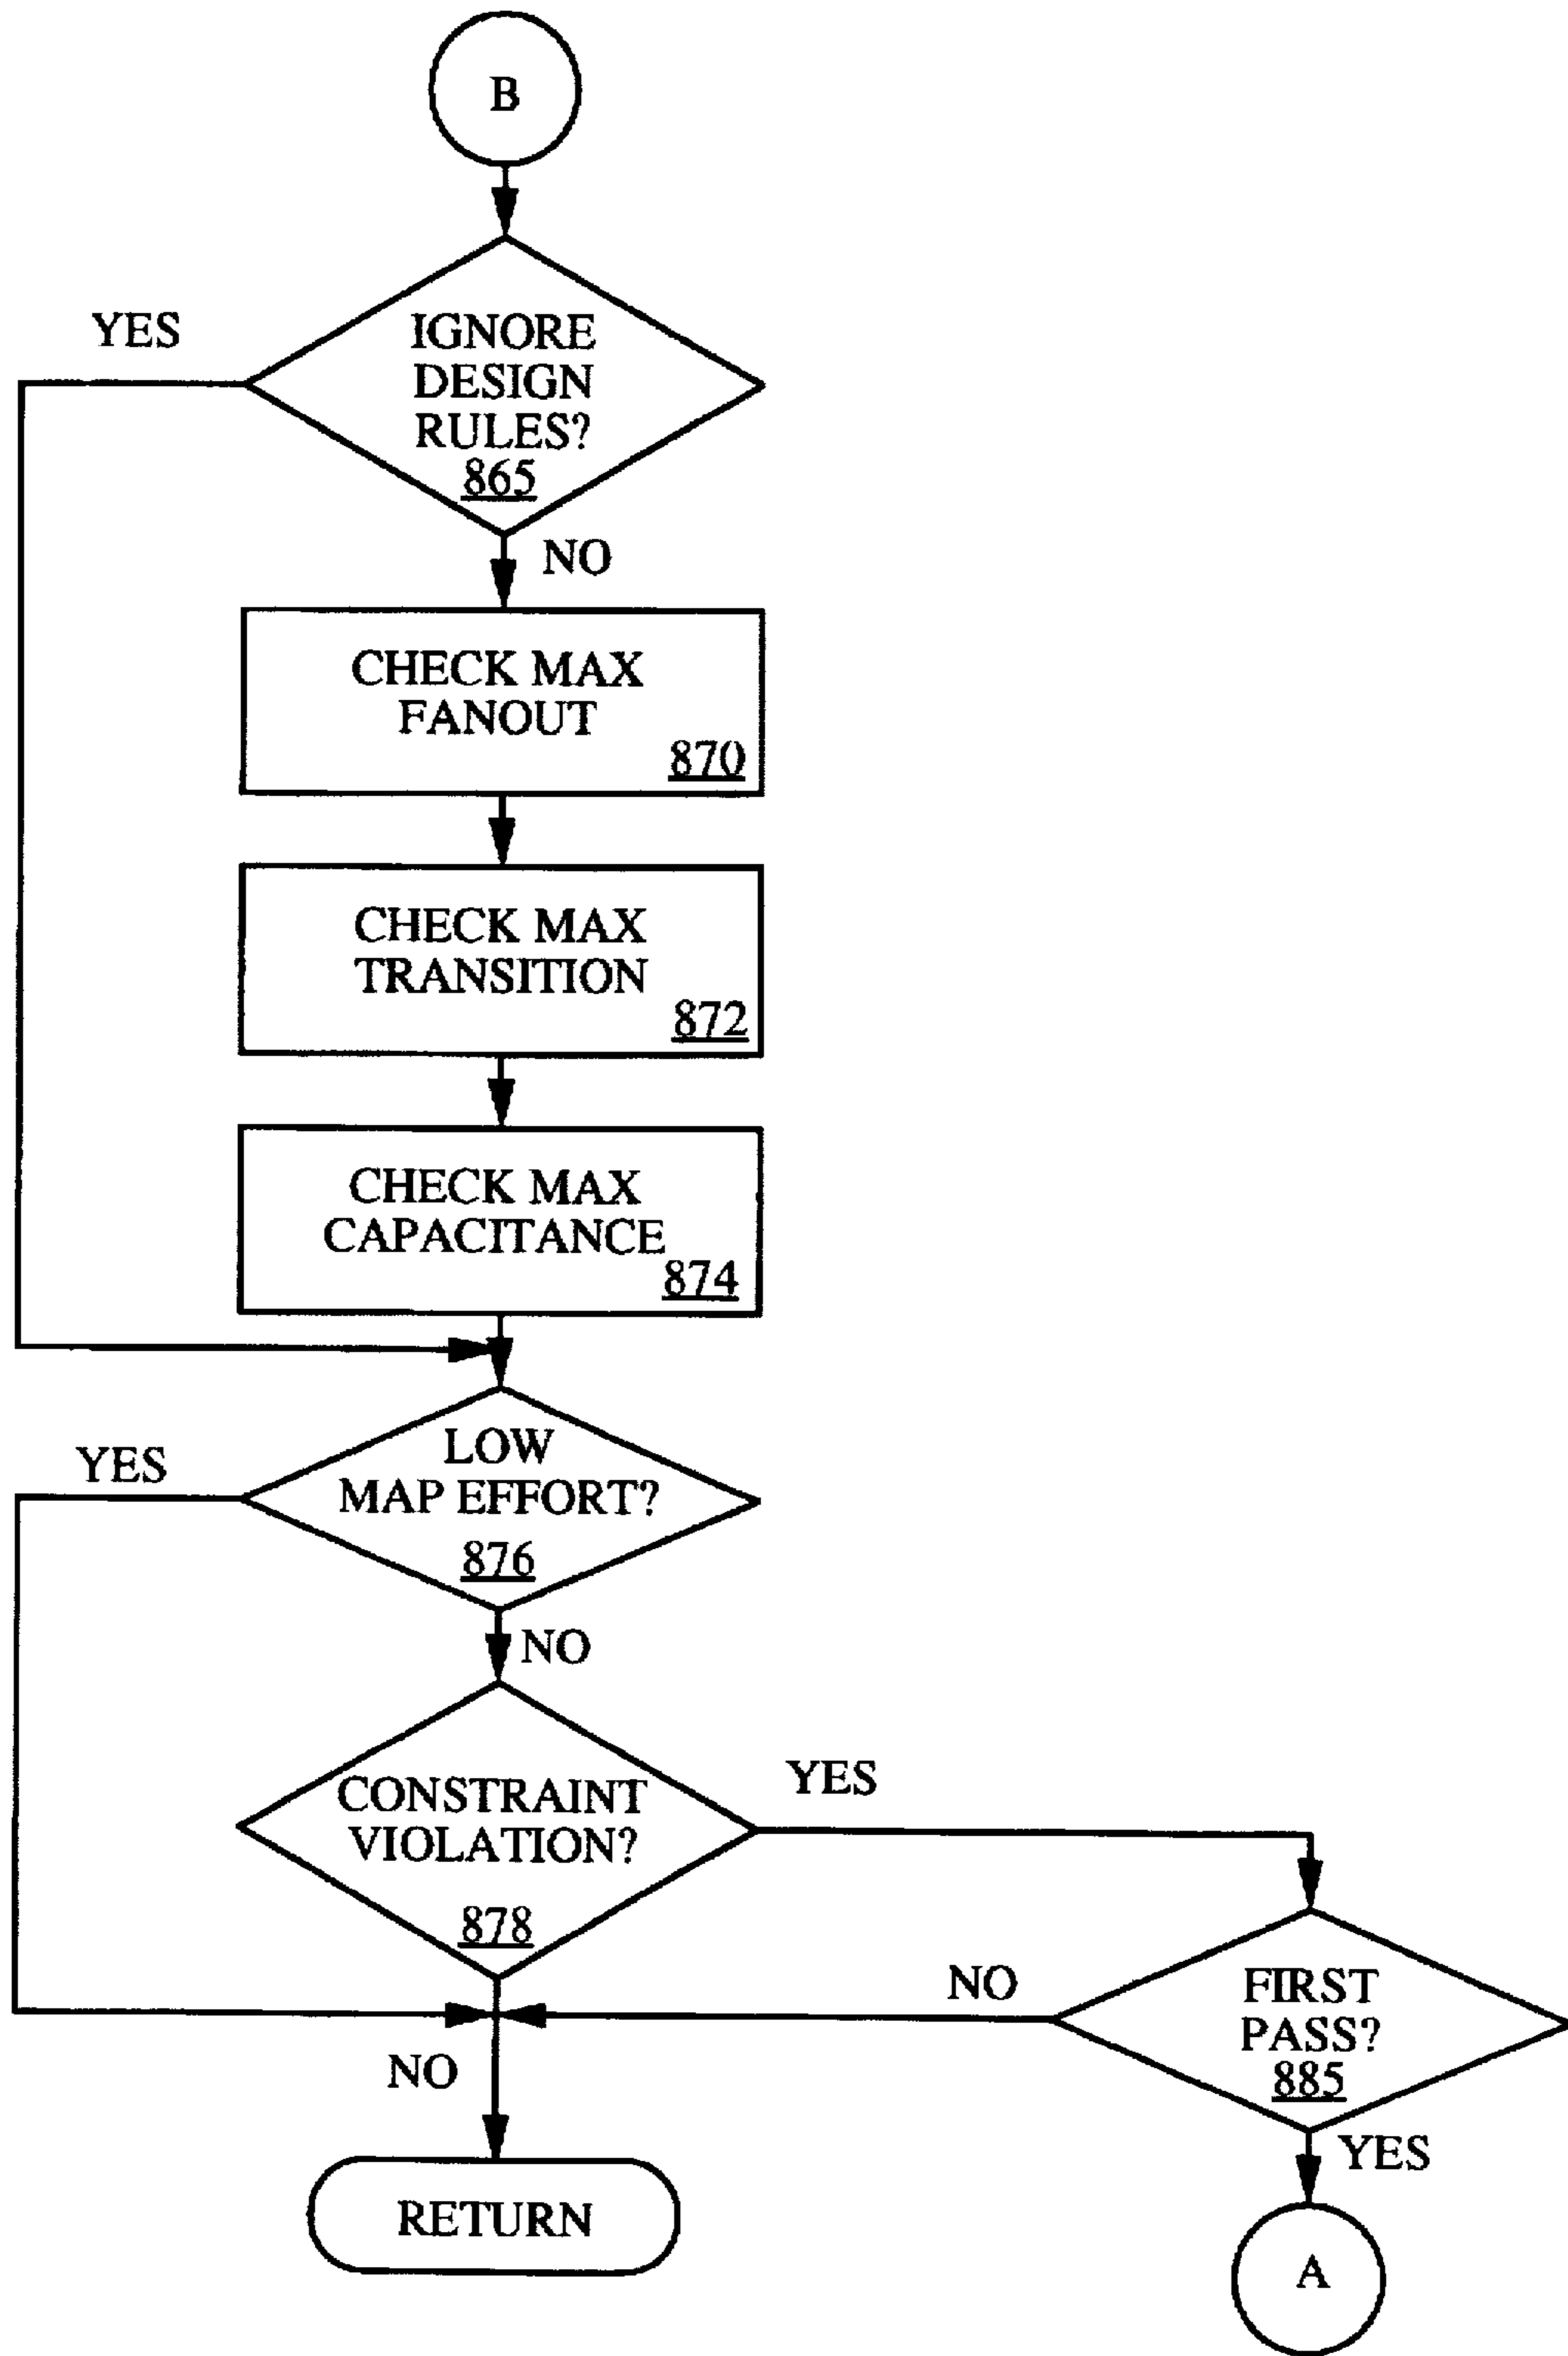 B
YES
IGNORE
DESIGN
RULES?
865
NO
CHECK MAX
FANOUT
870
CHECK MAX
TRANSITION
872
CHECK MAX
CAPACITANCE
874
YES
LOW
MAP EFFORT?
876
NO
CONSTRAINT
VIOLATION?
878
YES
NO
FIRST
PASS?
885
NO
YES
RETURN
A